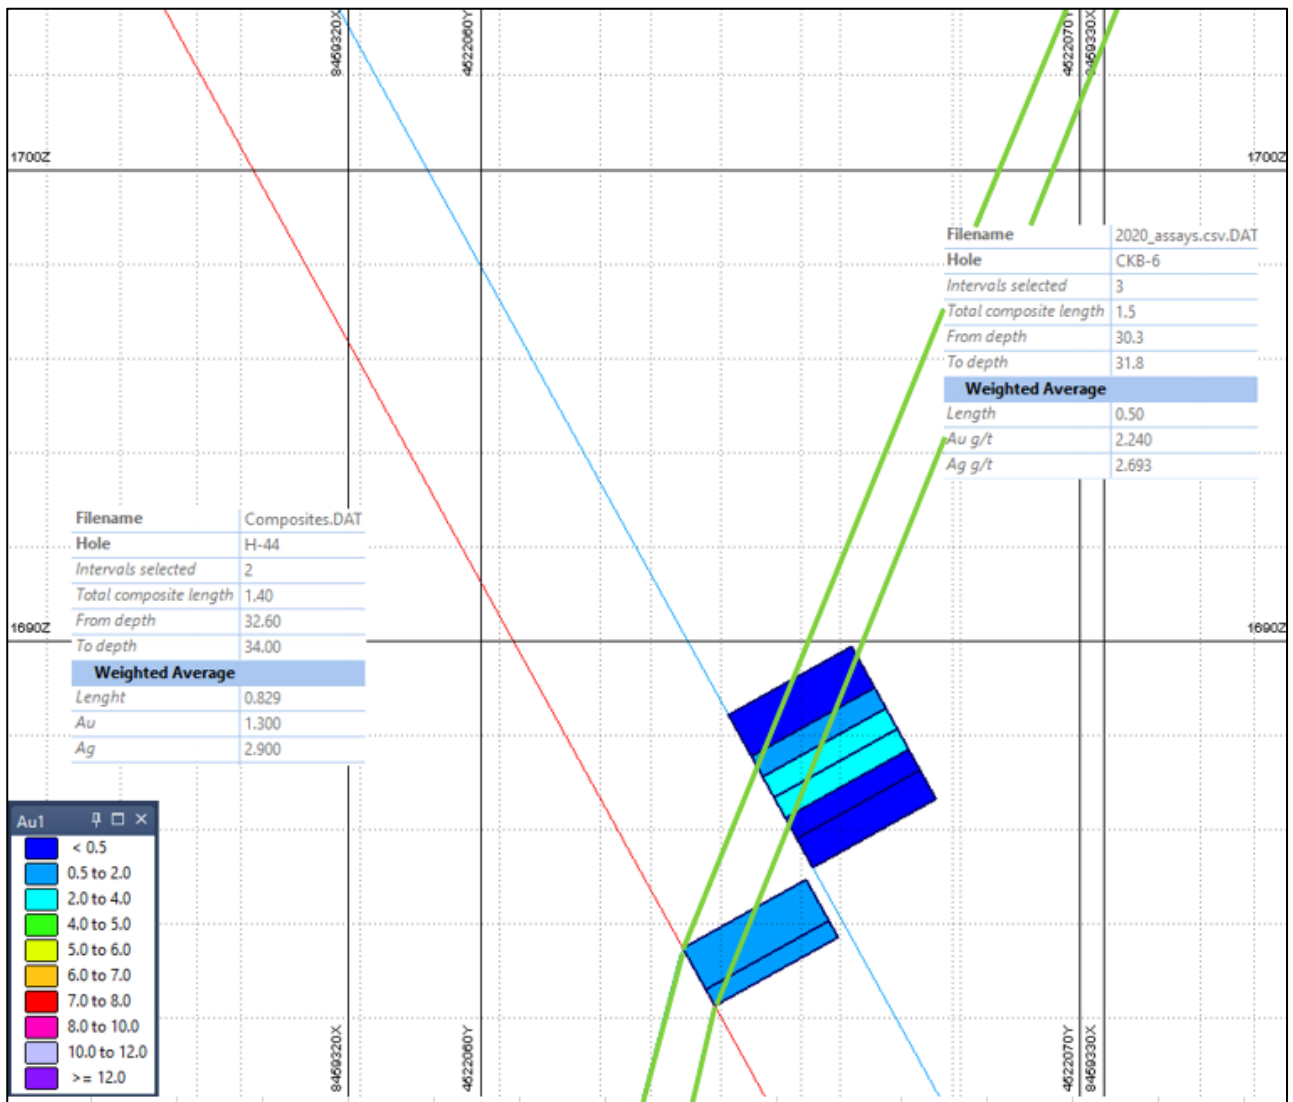 8469320X
4622060Y
4622070Y
8469330X
1700Z
1700Z
Filename 2020_assays.csv.DAT
Hole CKB-6
Intervals selected 3
Total composite length 1.5
From depth 30.3
To depth 31.8
Weighted Average
Length 0.50
Au g/t 2.240
Ag g/t 2.693
Filename Composites.DAT
Hole H-44
Intervals selected 2
Total composite length 1.40
From depth 32.60
To depth 34.00
Weighted Average
Lenght 0.829
Au 1.300
Ag 2.900
1690Z
1690Z
Au1
< 0.5
0.5 to 2.0
2.0 to 4.0
4.0 to 5.0
5.0 to 6.0
6.0 to 7.0
7.0 to 8.0
8.0 to 10.0
10.0 to 12.0
>= 12.0
8469320X
4622060Y
4622070Y
8469330X